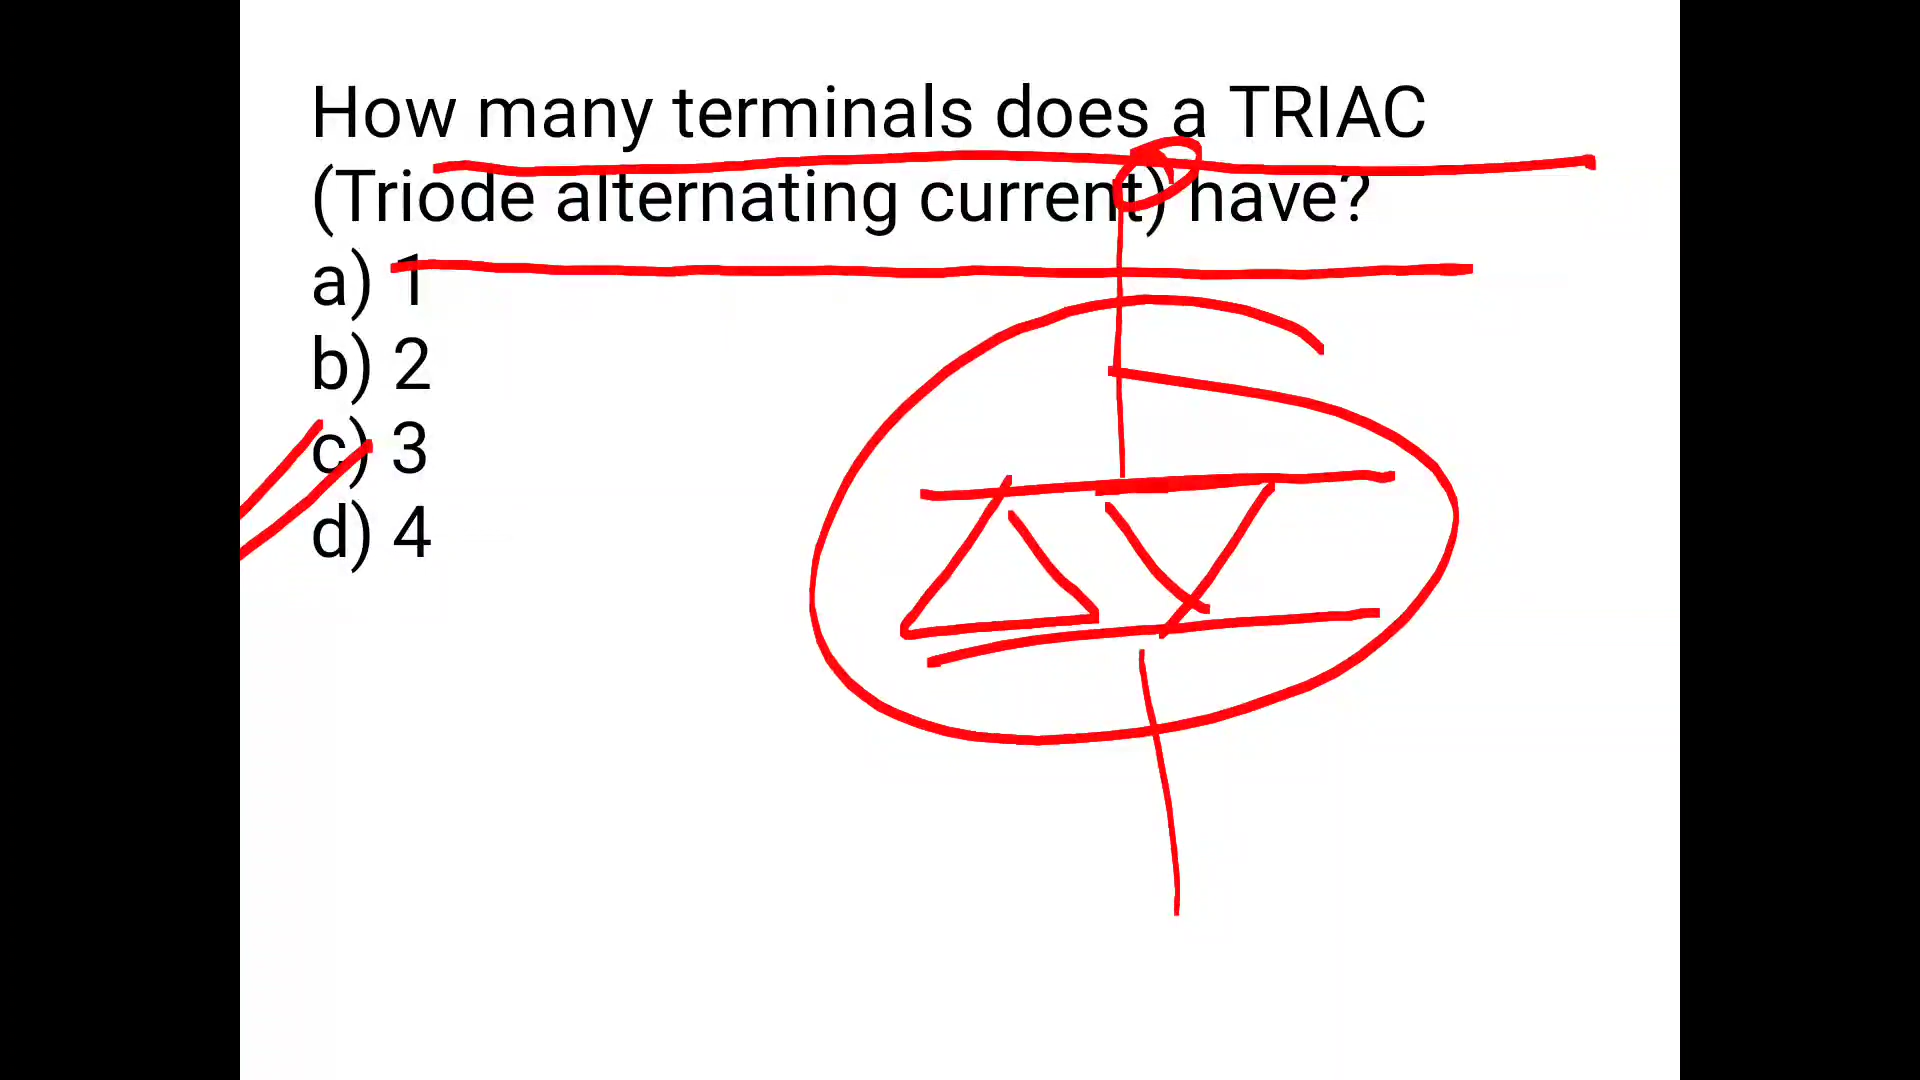 How many terminals does a TRIAC
(Triode alternating current) have?
a) 1
b) 2
c) 3
d) 4